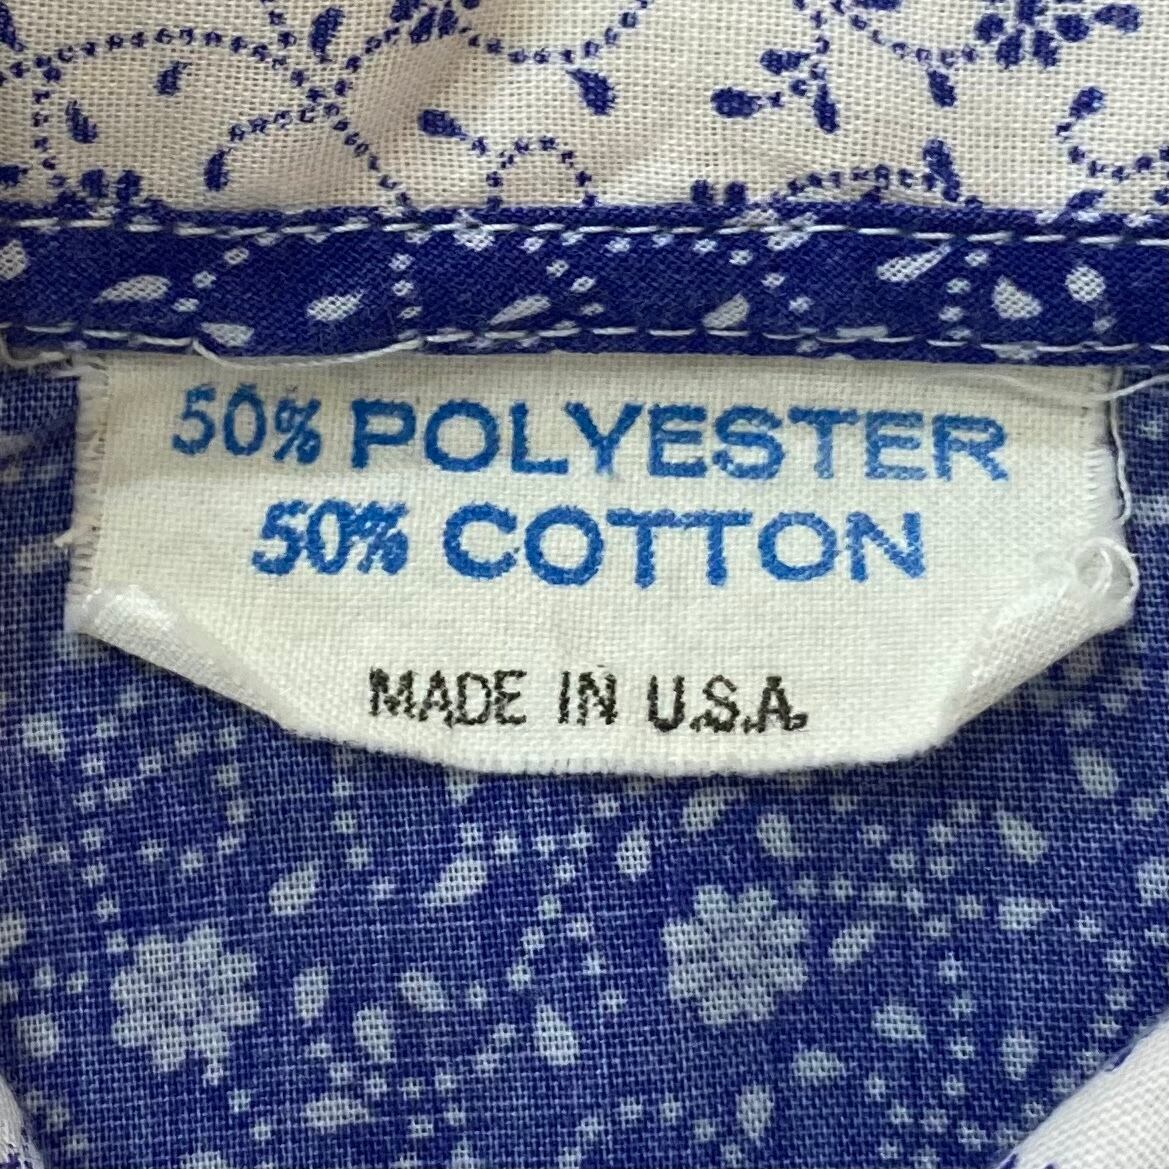 50% POLYESTER
50% COTTON
MADE IN U.S.A.